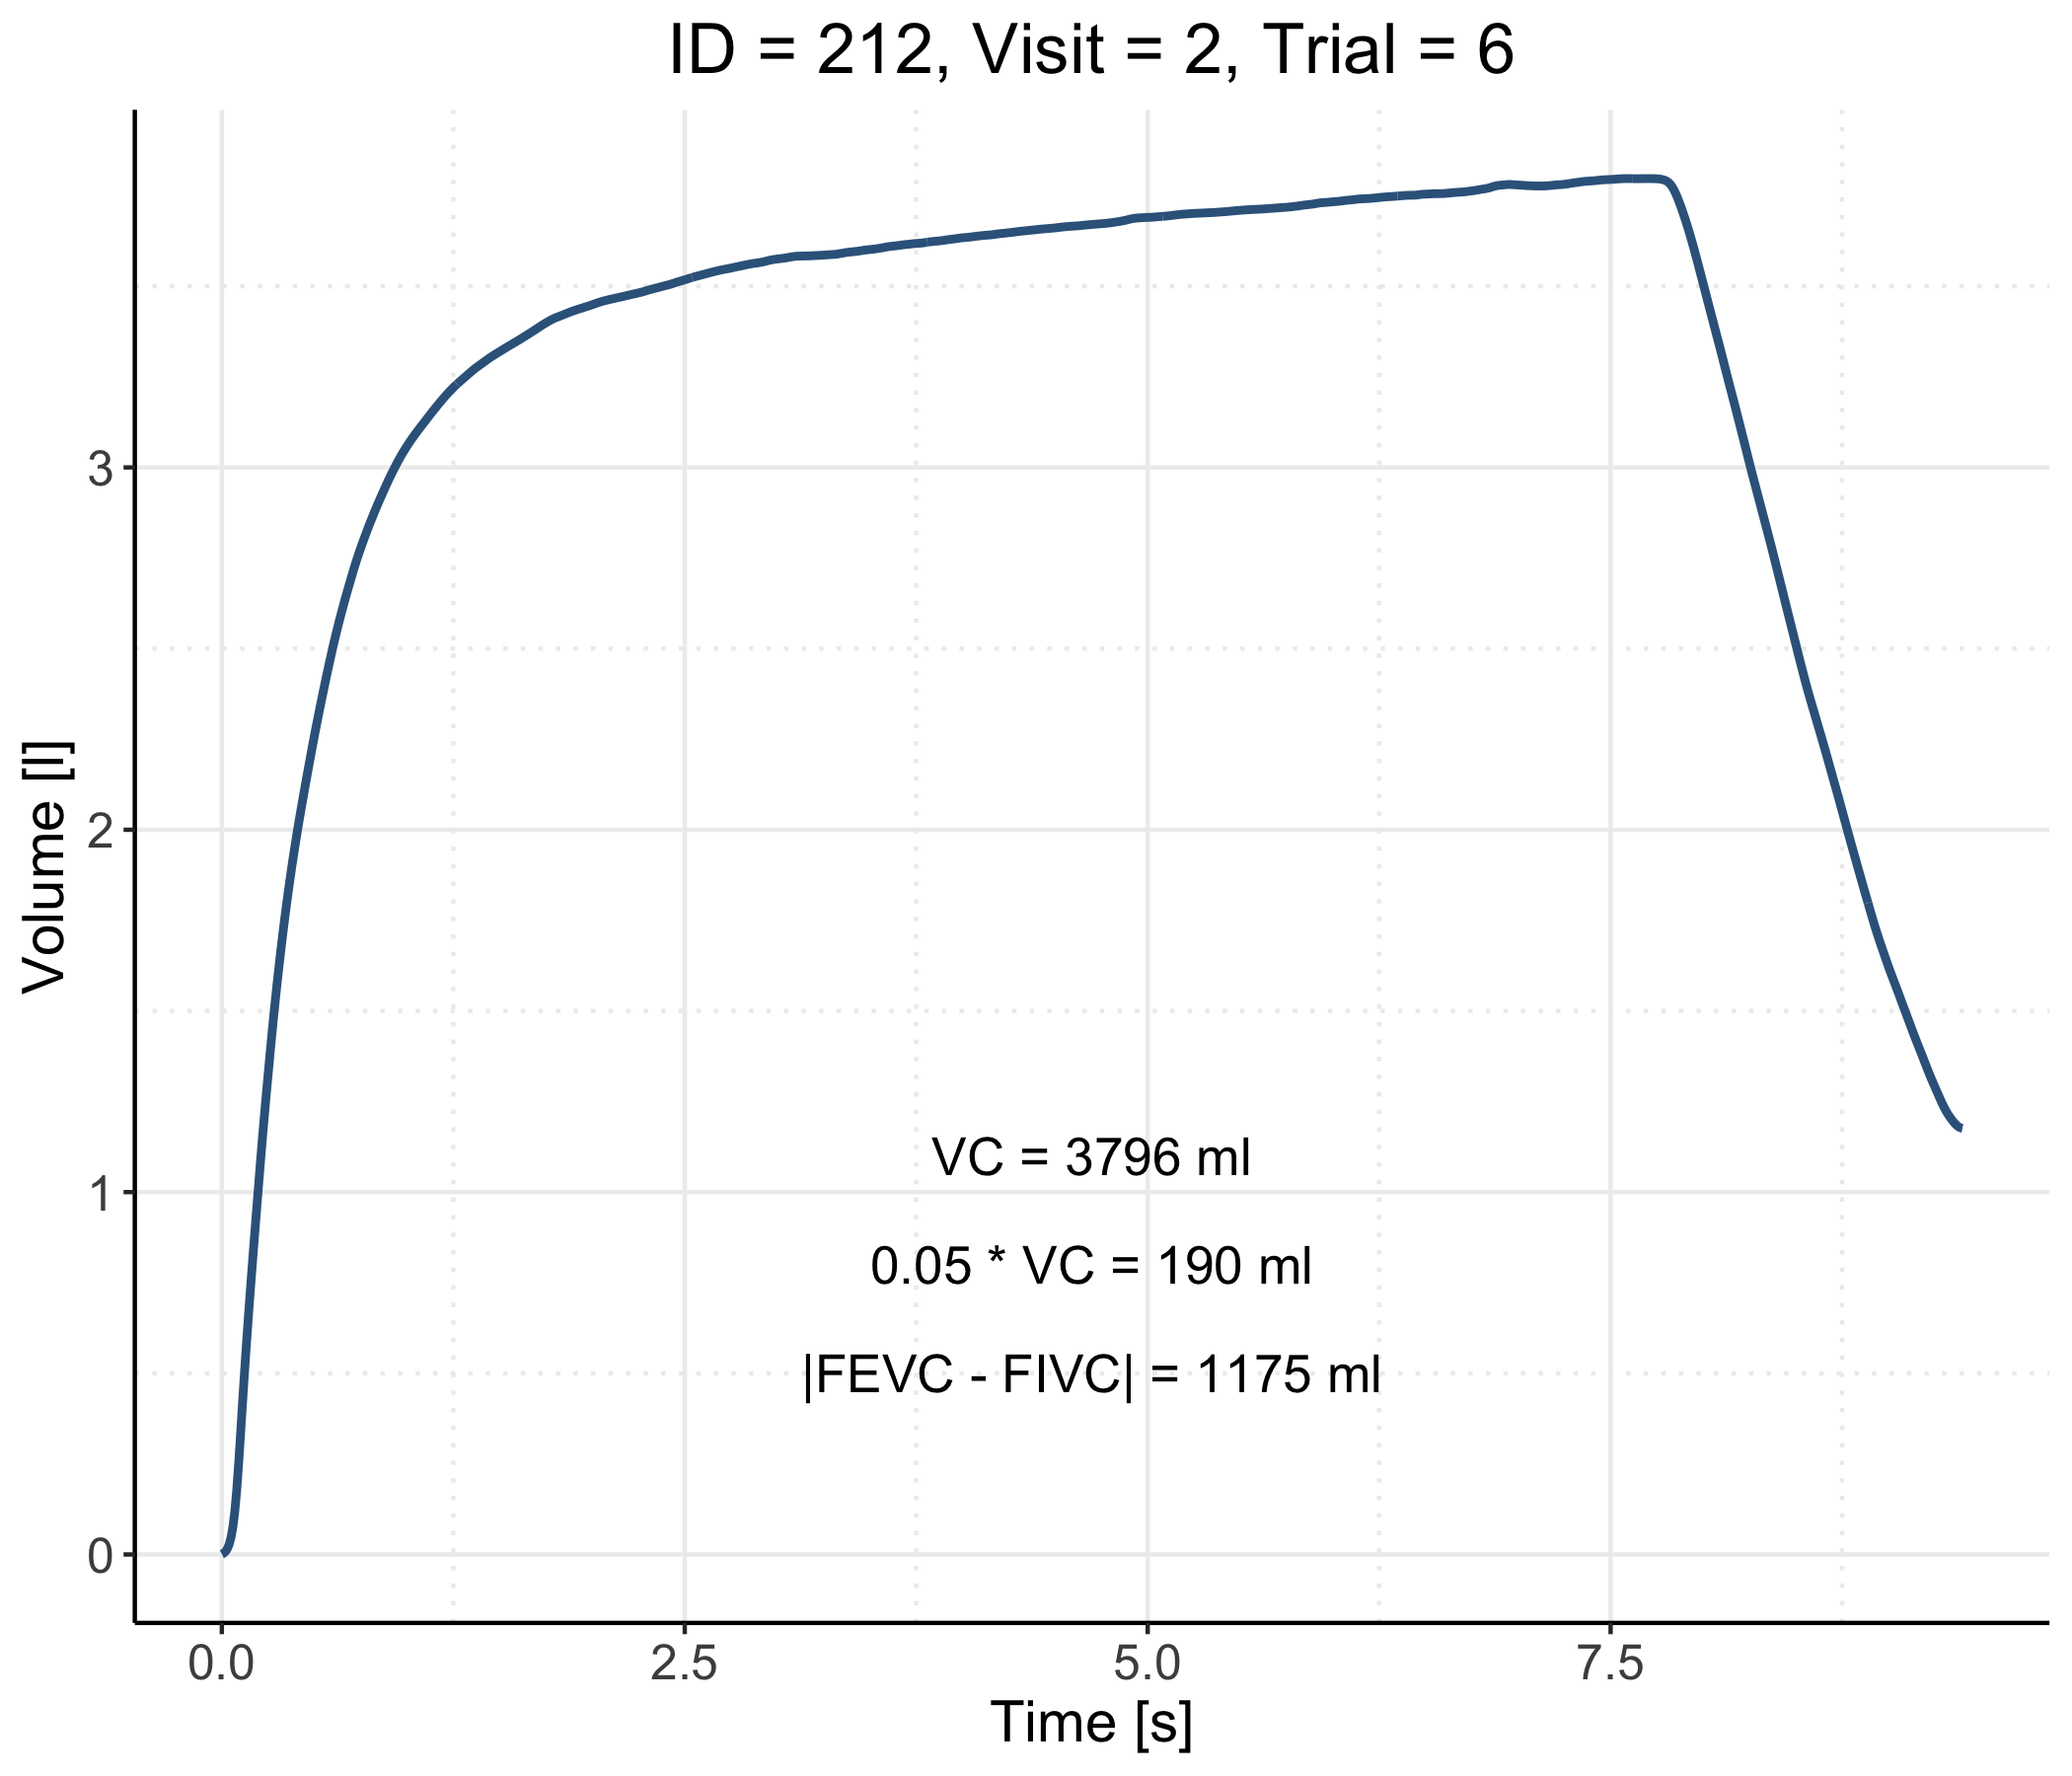 ID = 212, Visit = 2, Trial = 6
Volume [l]
3
2
1
0
VC = 3796 ml
0.05 * VC = 190 ml
|FEVC - FIVC| = 1175 ml
0.0 2.5 5.0 7.5
Time [s]